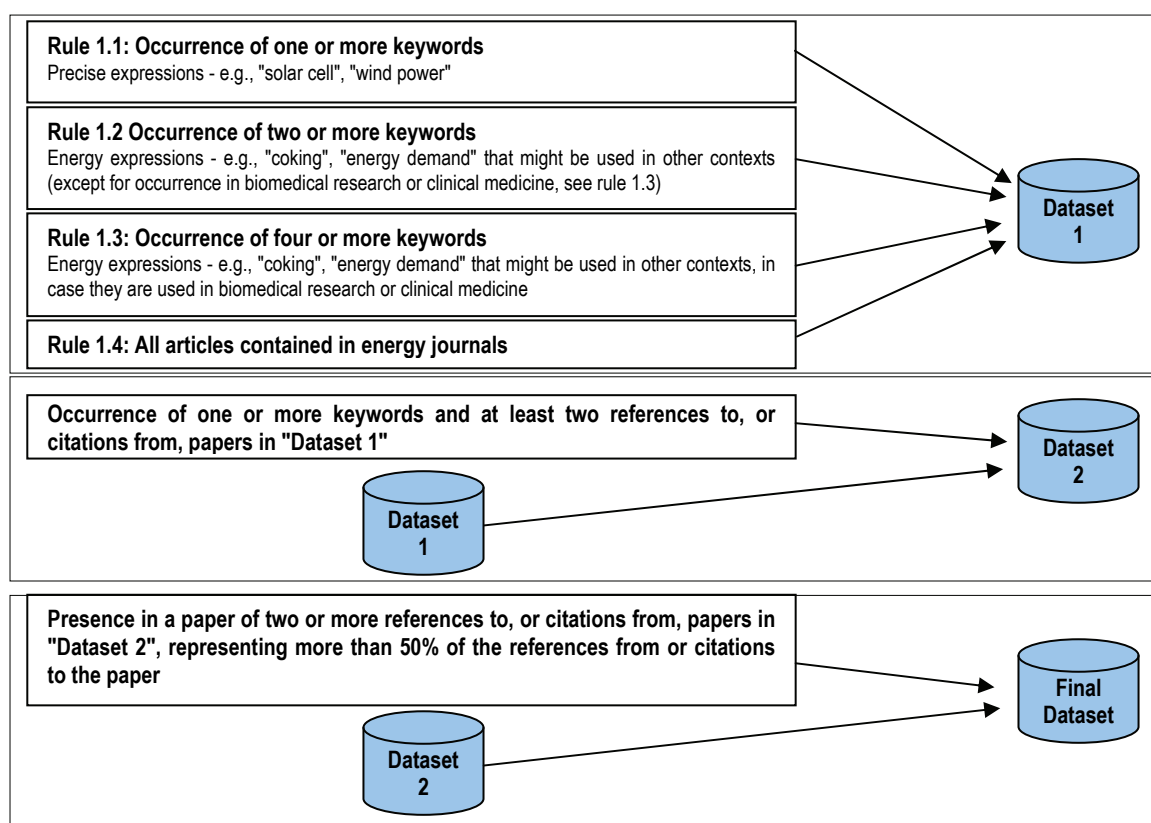 Rule 1.1: Occurrence of one or more keywords
Precise expressions - e.g., "solar cell", "wind power"
Rule 1.2 Occurrence of two or more keywords
Energy expressions - e.g., "coking", "energy demand" that might be used in other contexts
(except for occurrence in biomedical research or clinical medicine, see rule 1.3)
Rule 1.3: Occurrence of four or more keywords
Energy expressions - e.g., "coking", "energy demand" that might be used in other contexts, in
case they are used in biomedical research or clinical medicine
Rule 1.4: All articles contained in energy journals
Dataset
1
Occurrence of one or more keywords and at least two references to, or
citations from, papers in "Dataset 1"
Dataset
1
Dataset
2
Presence in a paper of two or more references to, or citations from, papers in
"Dataset 2", representing more than 50% of the references from or citations
to the paper
Dataset
2
Final
Dataset